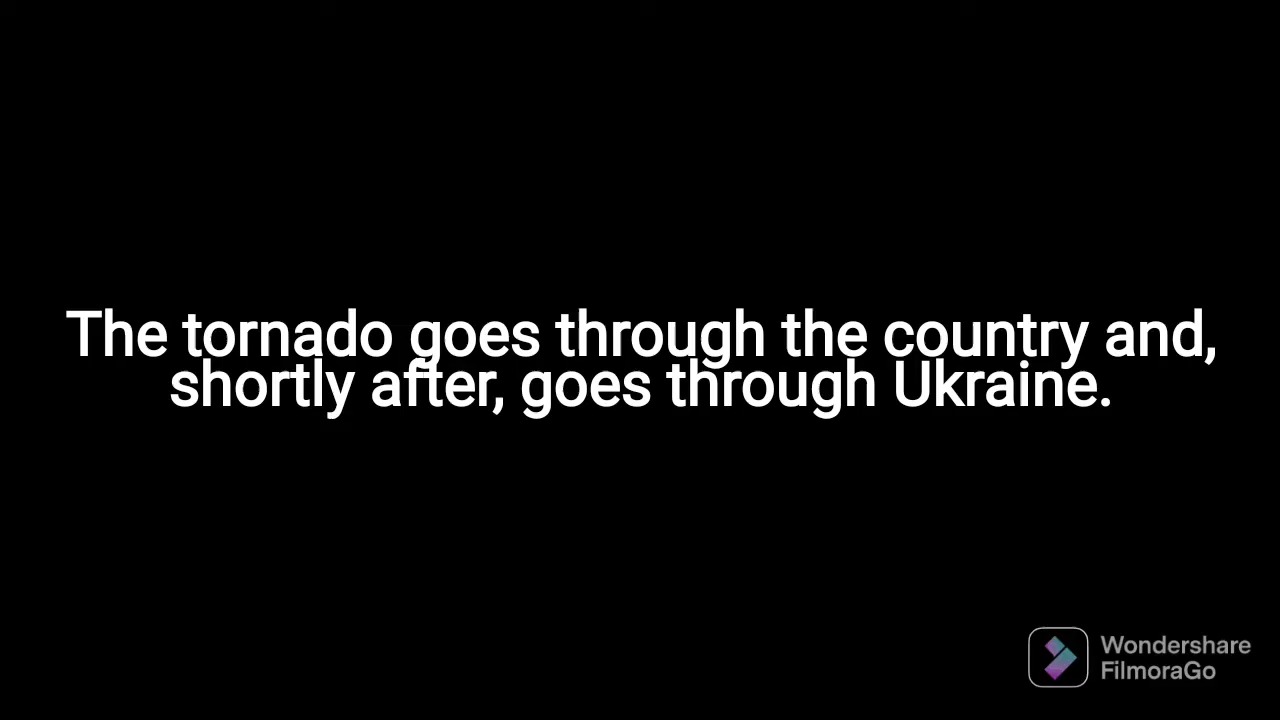 The tornado goes through the country and,
shortly after, goes through Ukraine.
Wondershare
FilmoraGo